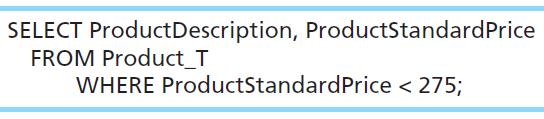 SELECT ProductDescription, ProductStandardPrice
FROM Product_T
WHERE ProductStandardPrice < 275;